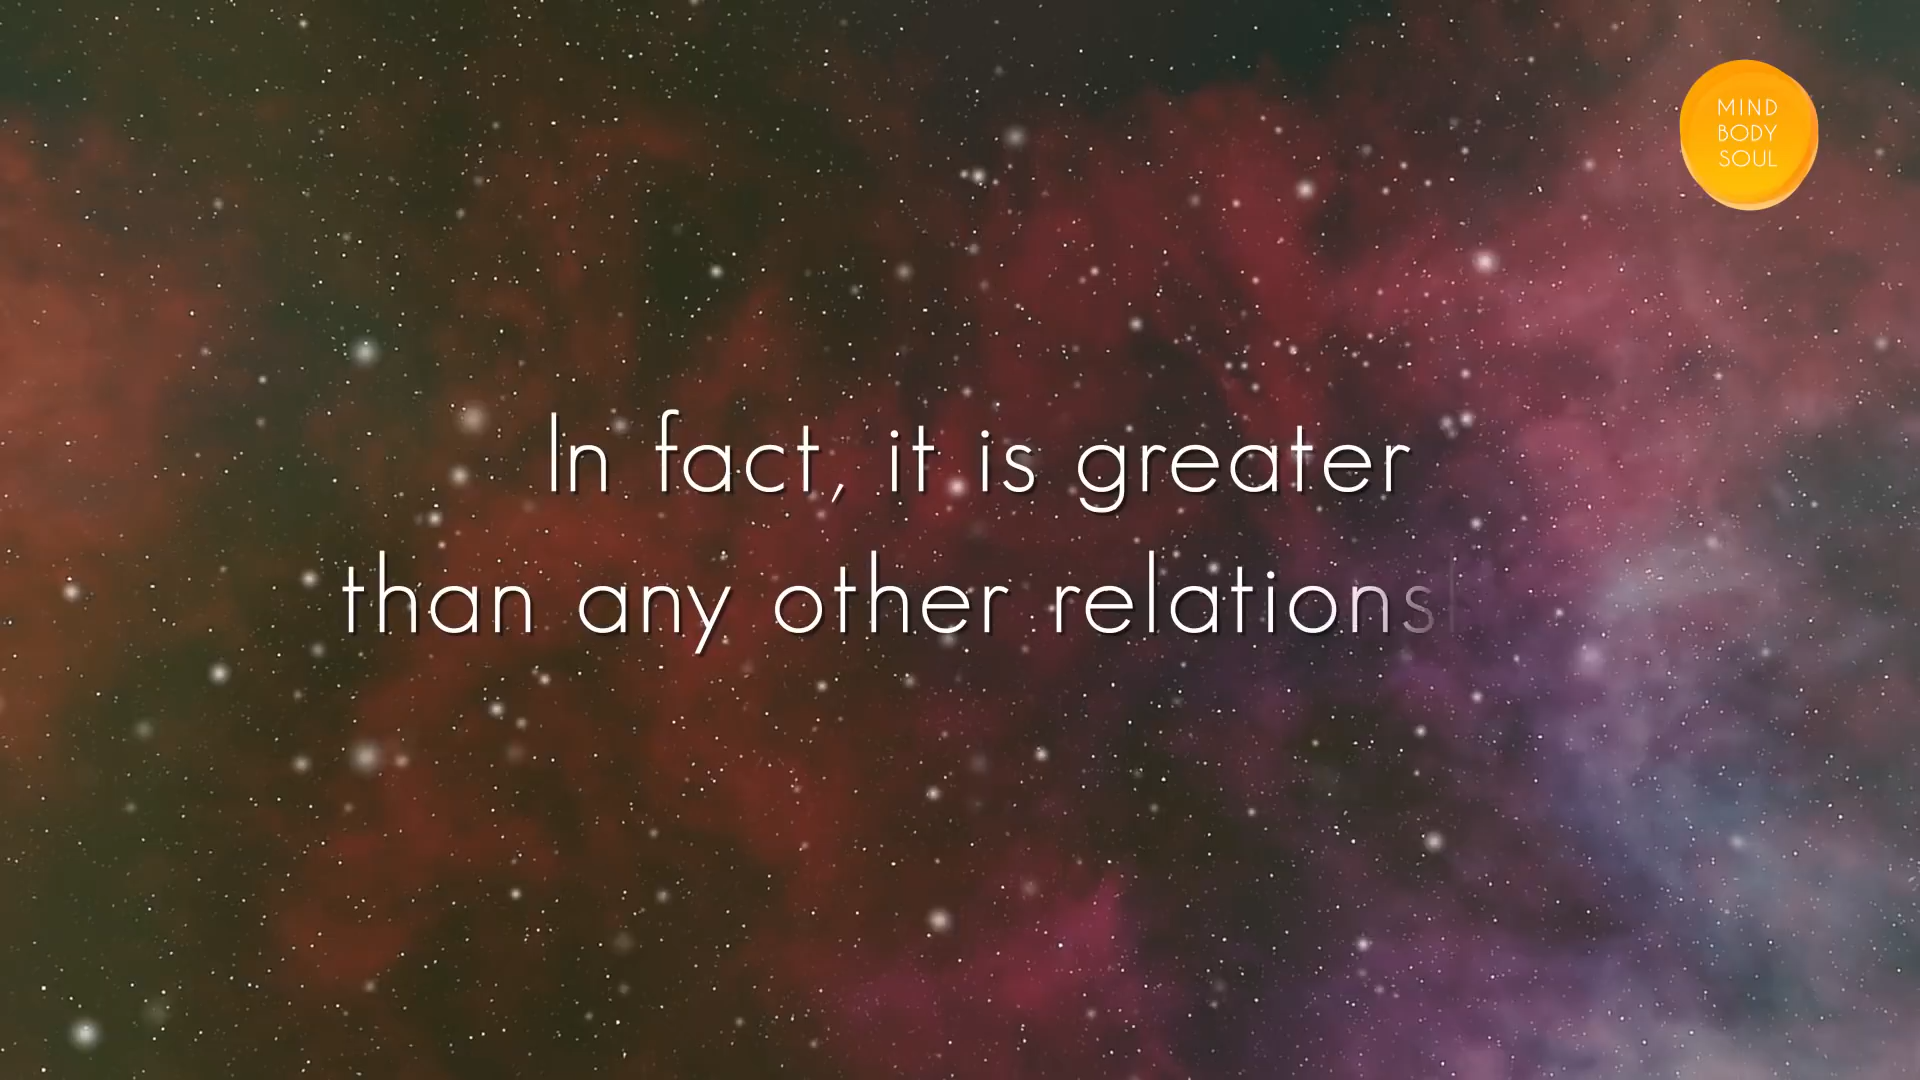 MIND
BODY
SOUL
In fact, it is greater
than any other relations